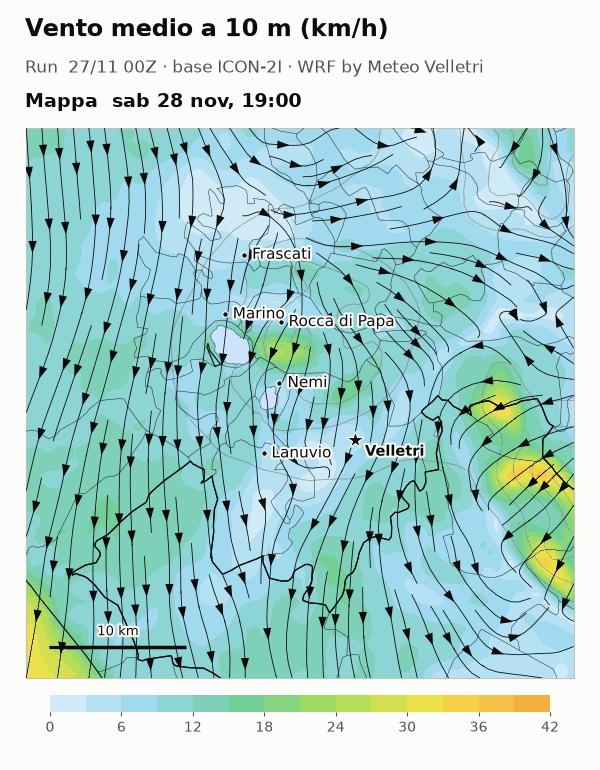 Vento medio a 10 m (km/h)
Run 27/11 00Z · base ICON-2I · WRF by Meteo Velletri
Mappa sab 28 nov, 19:00
Frascati
Marino
Rocca di Papa
Nemi
Velletri
Lanuvio
10 km
0 6 12 18 24 30 36 42